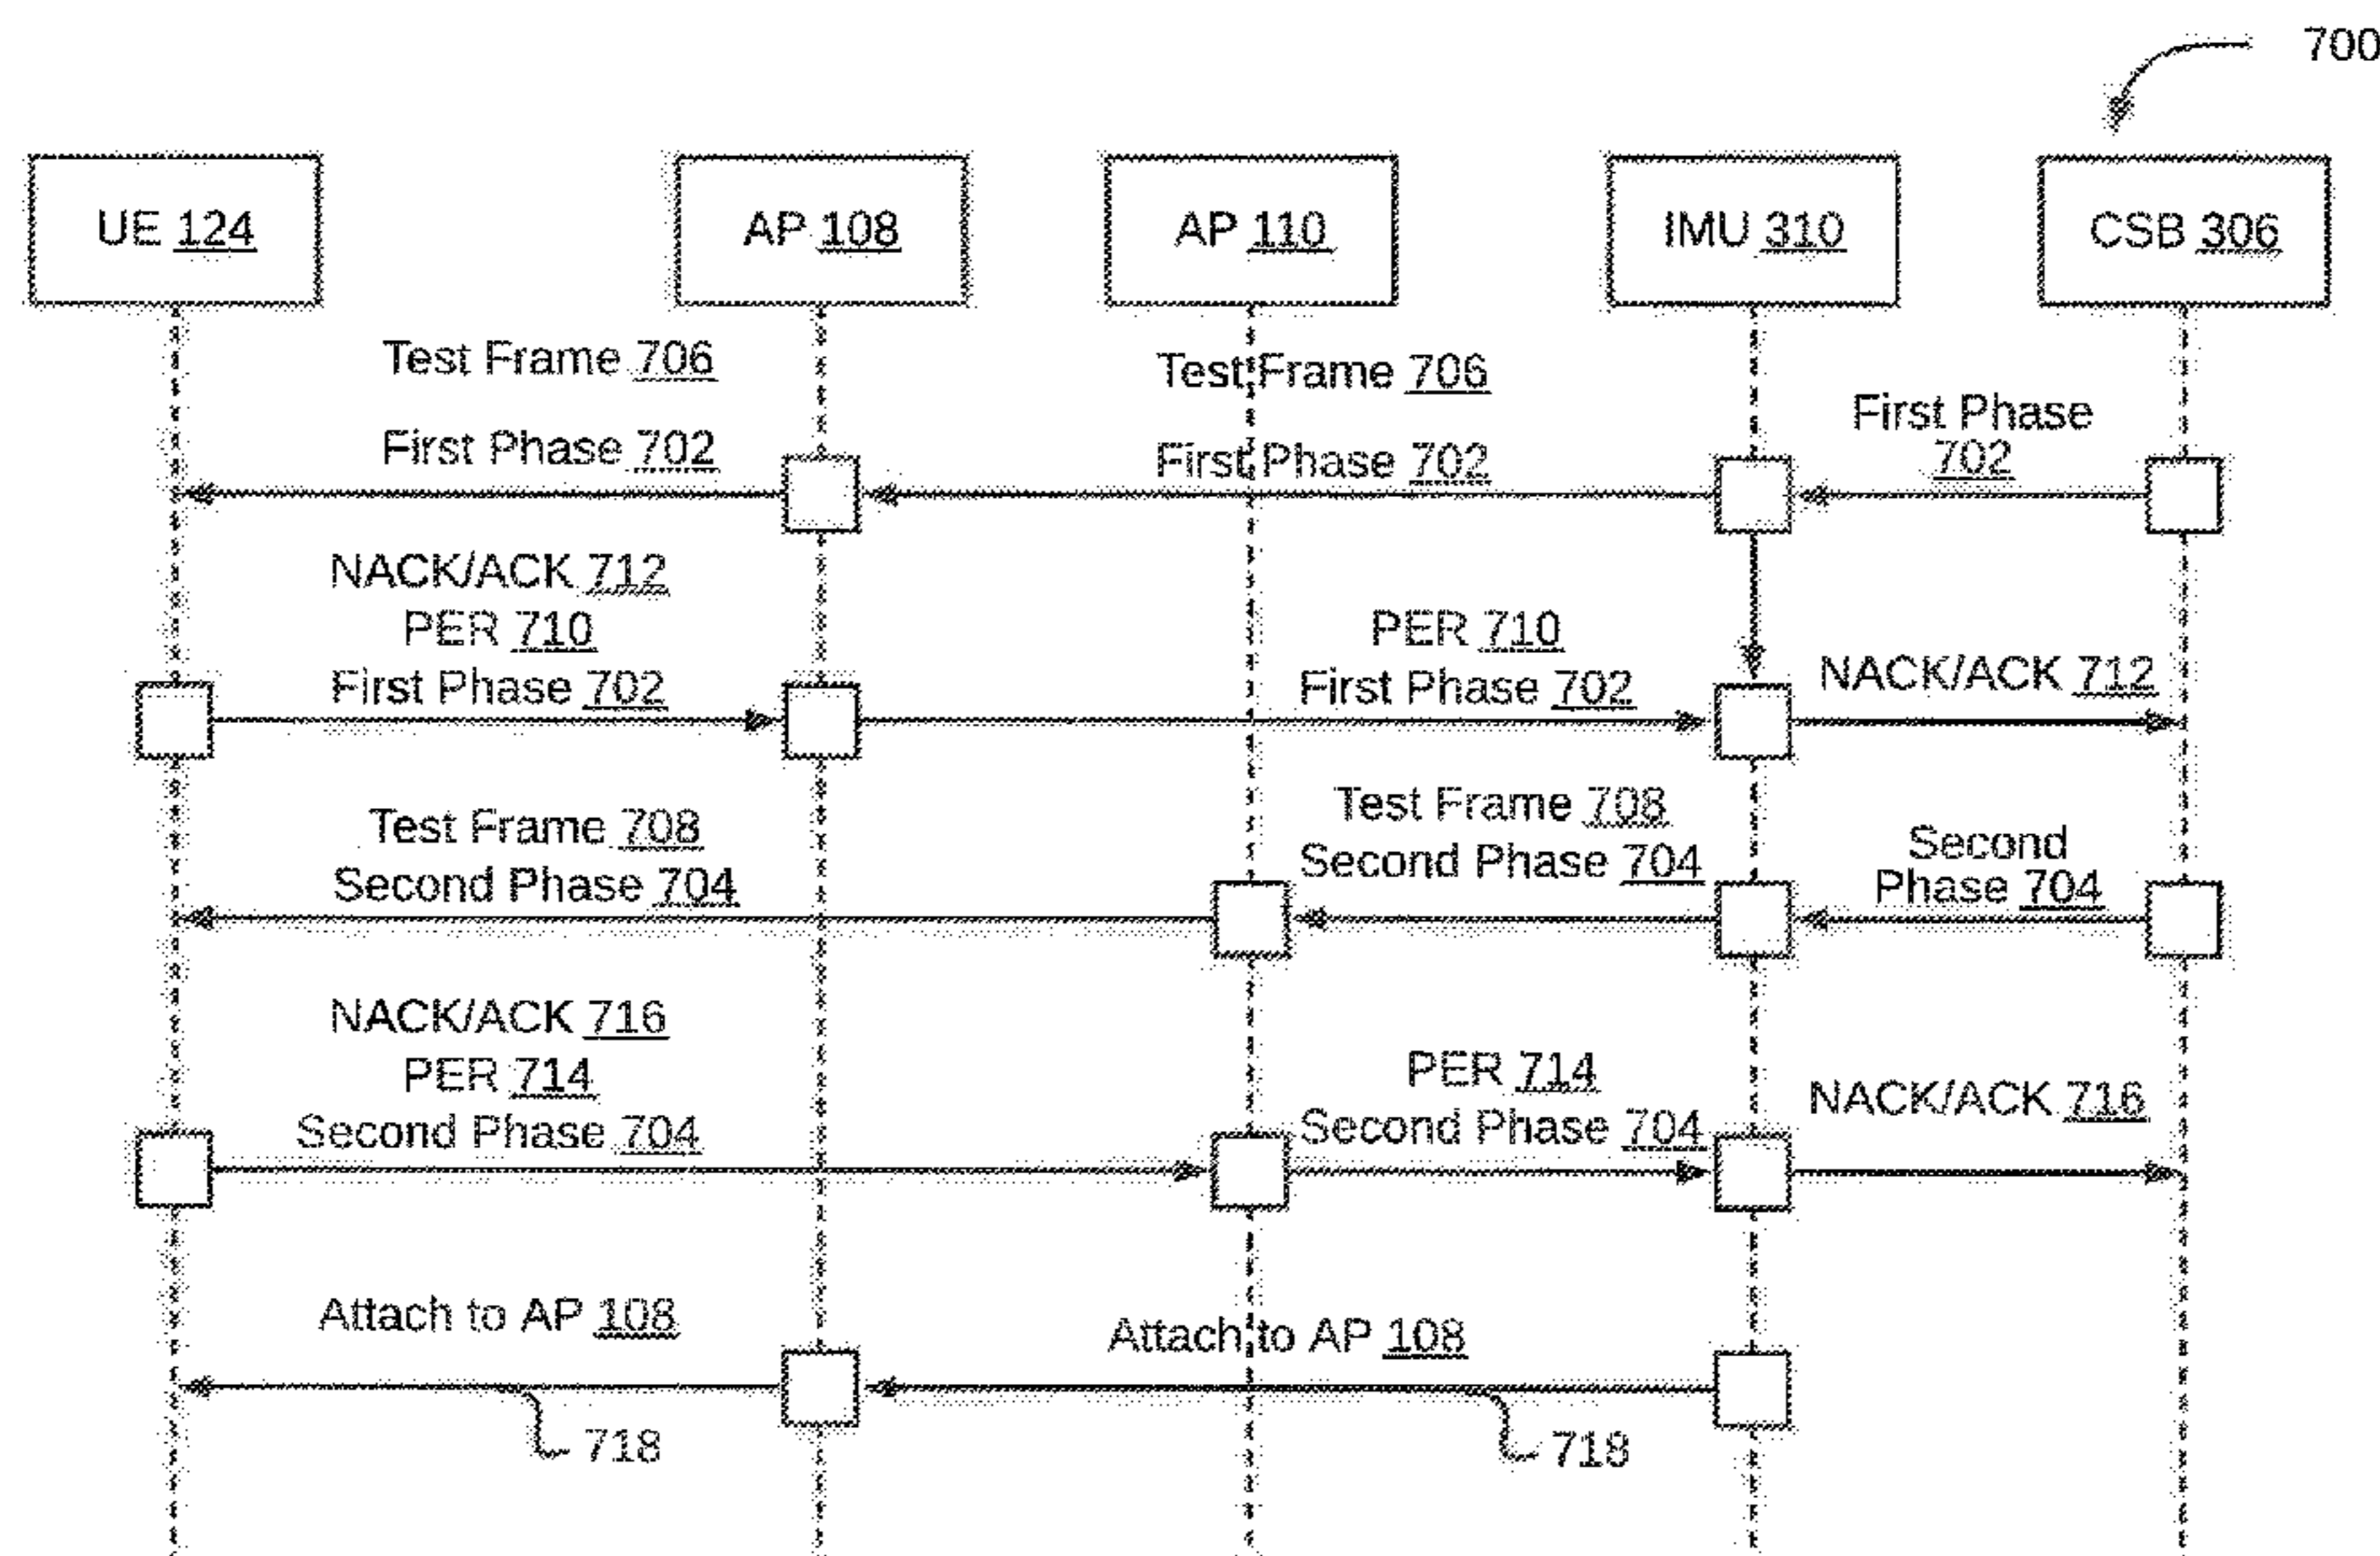 700
UE 124
AP 108
AP 110
IMU 310
CSB 306
Test Frame 706
First Phase 702
Test Frame 706
First Phase 702
First Phase
702
NACK/ACK 712
PER 710
First Phase 702
PER 710
First Phase 702
NACK/ACK 712
Test Frame 708
Second Phase 704
Test Frame 708
Second Phase 704
Second
Phase 704
NACK/ACK 716
PER 714
Second Phase 704
PER 714
Second Phase 704
NACK/ACK 716
Attach to AP 108
718
Attach to AP 108
718